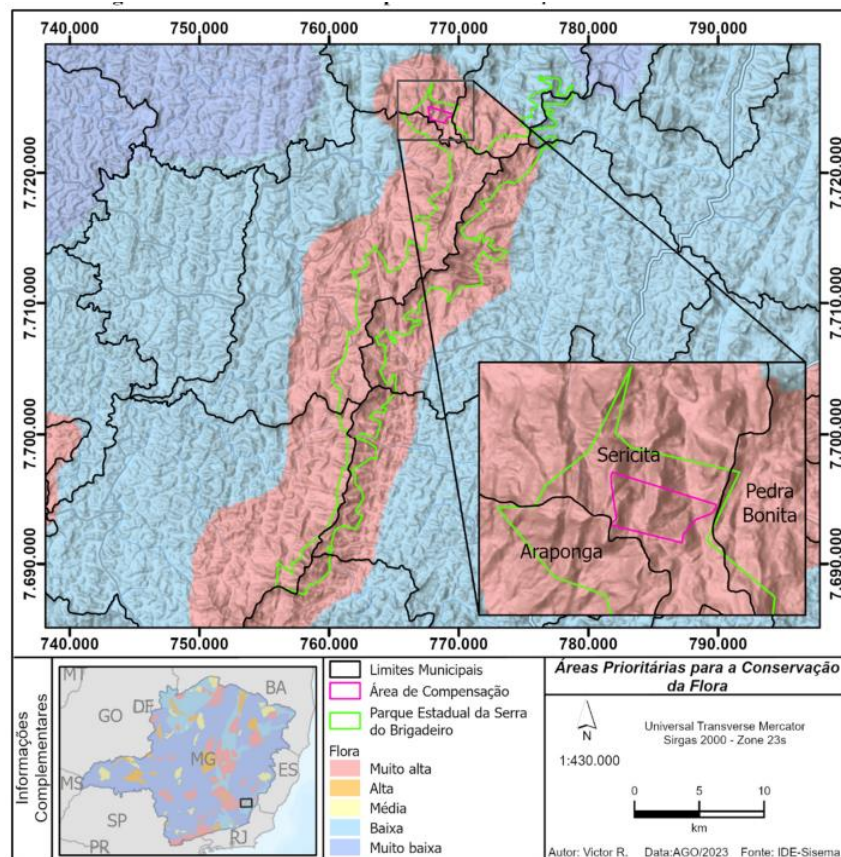 740.000 750.000 760.000 770.000 780.000 790.000
7.720.000 7.720.000
7.710.000 7.710.000
7.700.000 7.700.000
7.690.000 7.690.000
Sericita
Pedra
Bonita
Araponga
740.000 750.000 760.000 770.000 780.000 790.000
Informações
Complementares
MT
BA
DF
GO
MG
ES
MS
SP
RJ
PR
Limites Municipais
Área de Compensação
Parque Estadual da Serra
do Brigadeiro
Flora
Muito alta
Alta
Média
Baixa
Muito baixa
Áreas Prioritárias para a Conservação
da Flora
N
1:430.000
Universal Transverse Mercator
Sirgas 2000 - Zone 23s
0 5 10
km
Autor: Victor R. Data:AGO/2023 Fonte: IDE-Sisema